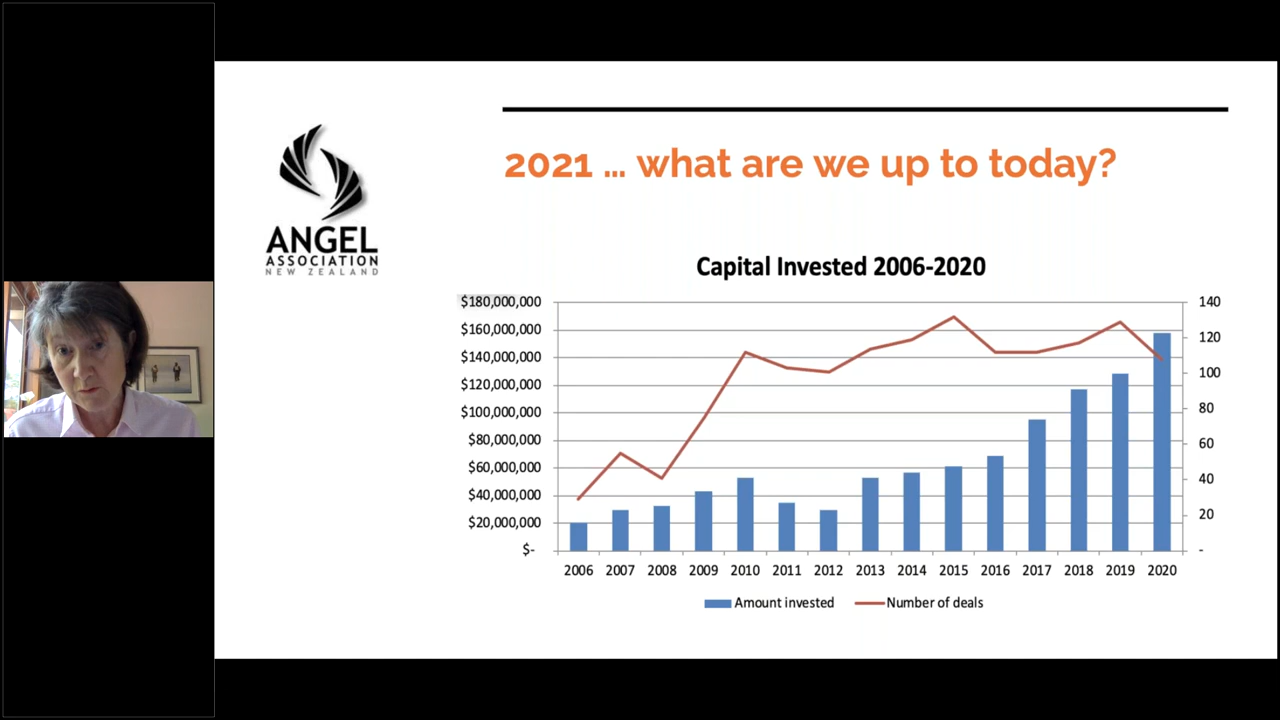 2021 ... what are we up to today?
ANGEL
ASSOCIATION
NEW ZEALAND
Capital Invested 2006-2020
$180,000,000
$160,000,000
$140,000,000
$120,000,000
$100,000,000
$80,000,000
$60,000,000
$40,000,000
$20,000,000
$-
140
120
100
80
60
40
20
-
2006 2007 2008 2009 2010 2011 2012 2013 2014 2015 2016 2017 2018 2019 2020
Amount invested Number of deals